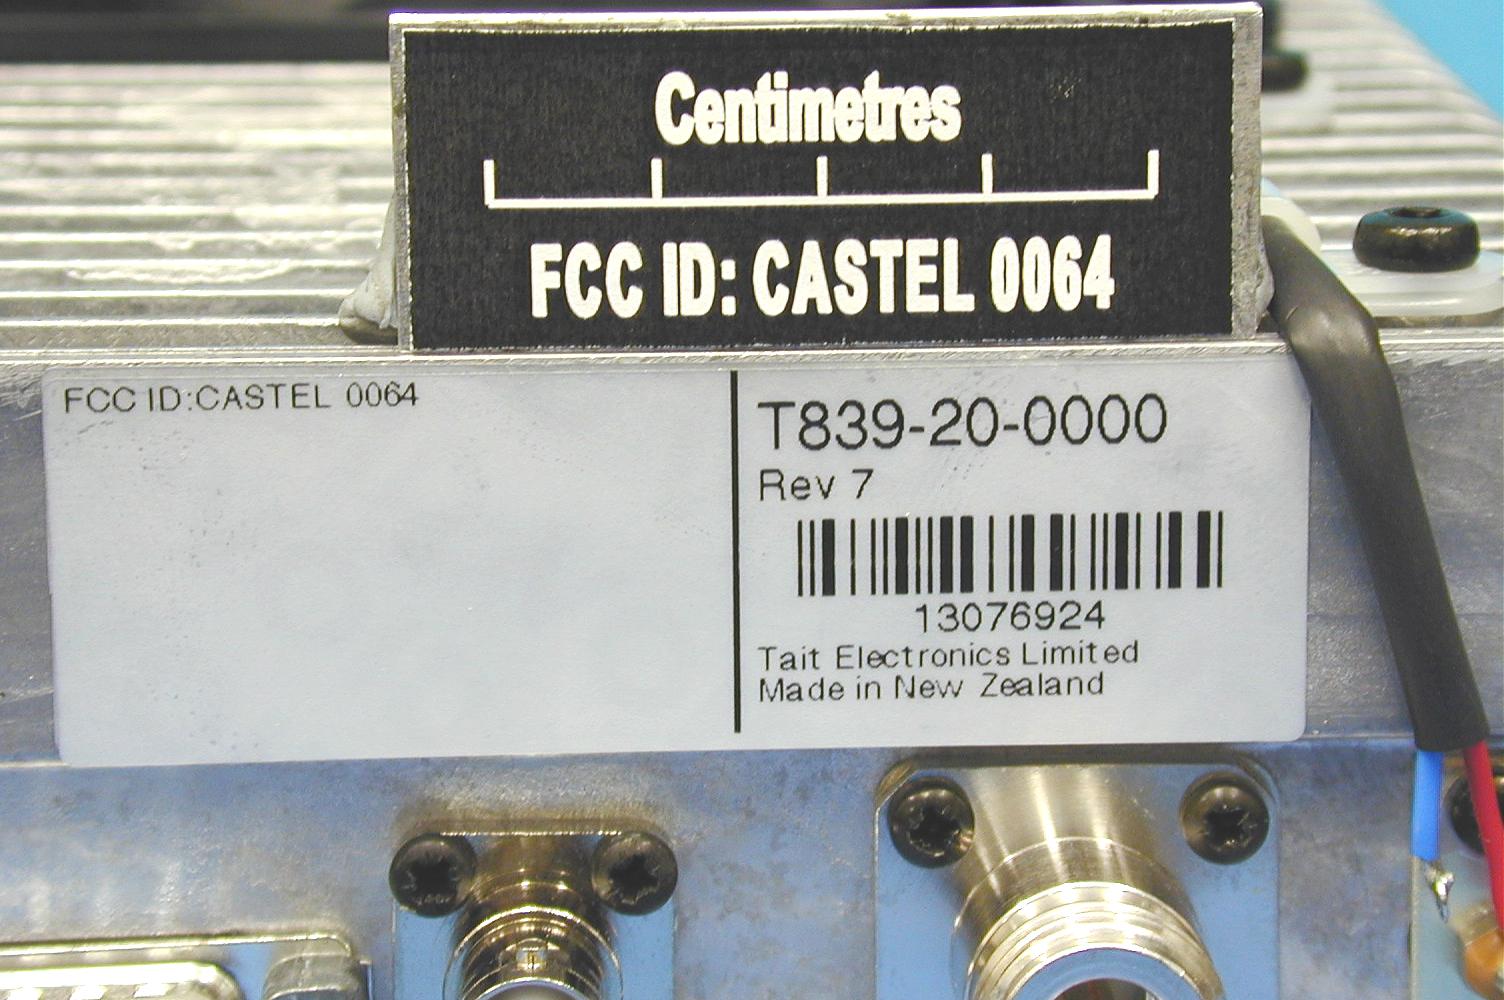 Centimetres
FCC ID: CASTEL 0064
FCC ID:CASTEL 0064
T839-20-0000
Rev 7
13076924
Tait Electronics Limited
Made in New Zealand